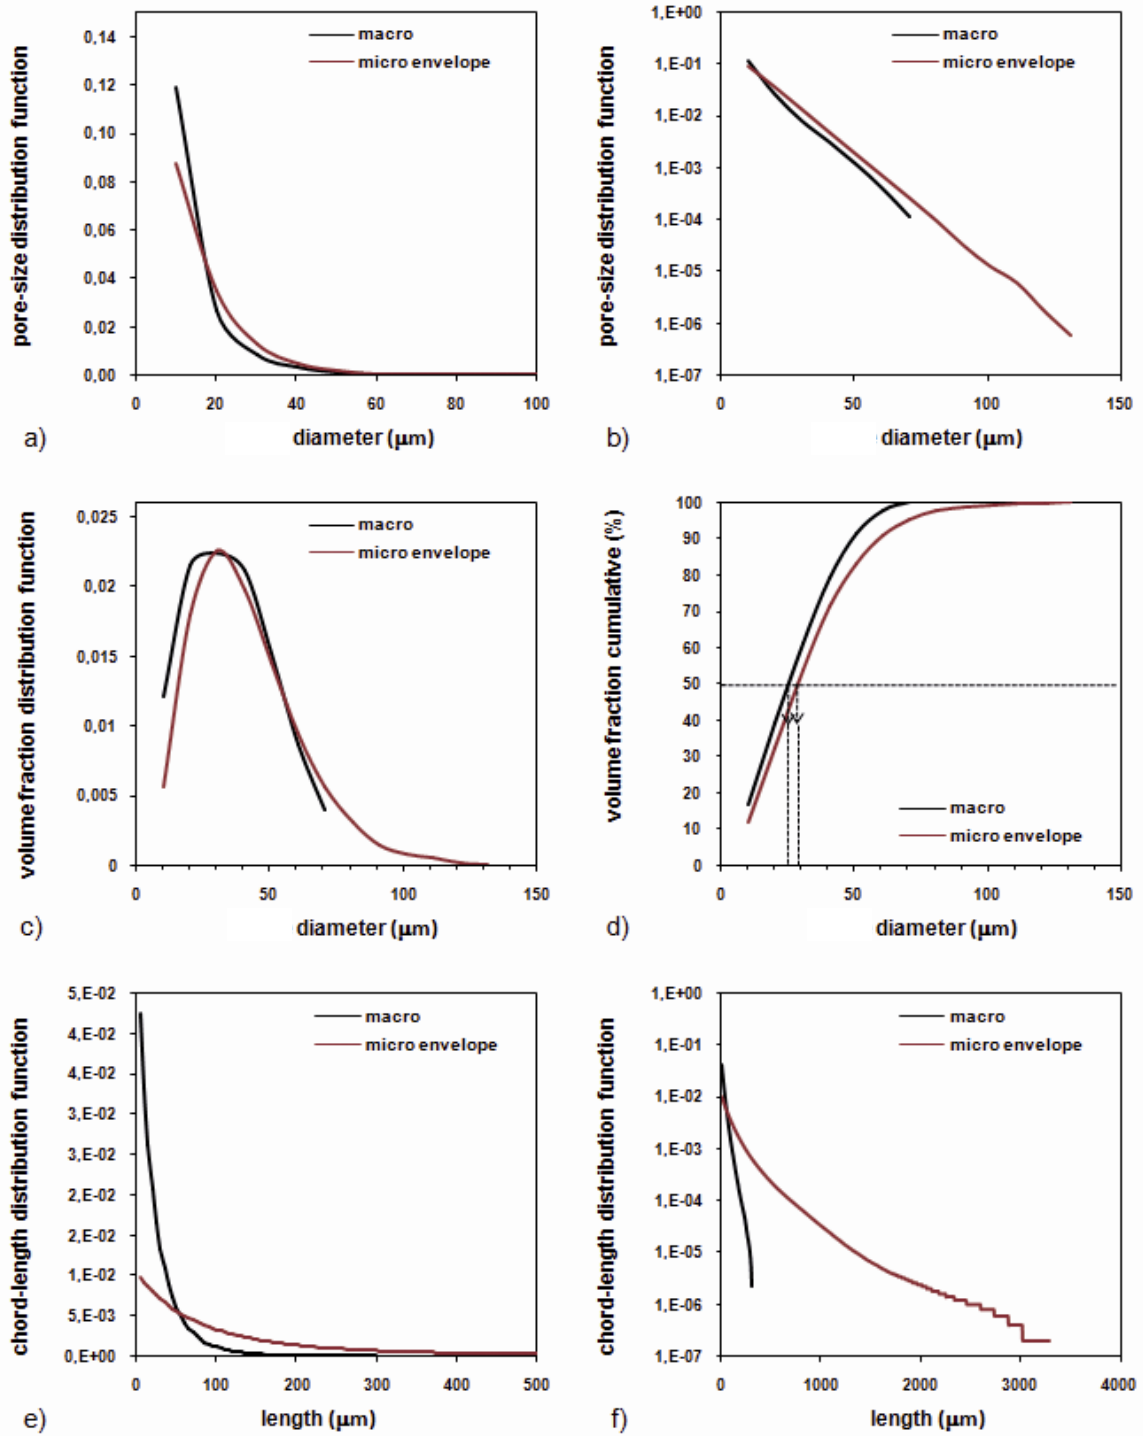 pore-size distribution function
0,14
0,12
0,10
0,08
0,06
0,04
0,02
0,00
macro
micro envelope
0 20 40 60 80 100
a) diameter (μm)
pore-size distribution function
1,E+00
1,E-01
1,E-02
1,E-03
1,E-04
1,E-05
1,E-06
1,E-07
macro
micro envelope
0 50 100 150
b) diameter (μm)
volume fraction distribution function
0,025
0,02
0,015
0,01
0,005
0
macro
micro envelope
0 50 100 150
c) diameter (μm)
volume fraction cumulative (%)
100
90
80
70
60
50
40
30
20
10
0
macro
micro envelope
0 50 100 150
d) diameter (μm)
chord-length distribution function
5,E-02
4,E-02
4,E-02
3,E-02
3,E-02
2,E-02
2,E-02
1,E-02
5,E-03
0,E+00
macro
micro envelope
0 100 200 300 400 500
e) length (μm)
chord-length distribution function
1,E+00
1,E-01
1,E-02
1,E-03
1,E-04
1,E-05
1,E-06
1,E-07
macro
micro envelope
0 1000 2000 3000 4000
f) length (μm)